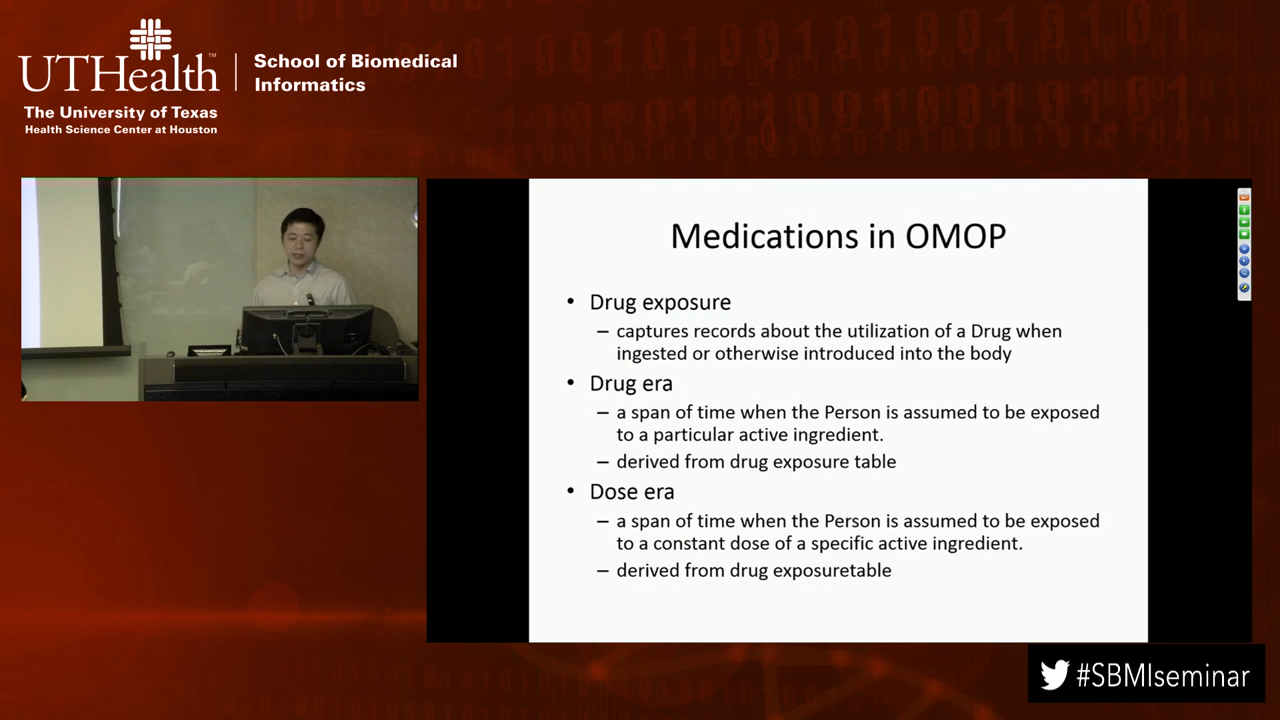 UTHealth™
The University of Texas
Health Science Center at Houston
School of Biomedical
Informatics
Medications in OMOP
• Drug exposure
– captures records about the utilization of a Drug when
ingested or otherwise introduced into the body
• Drug era
– a span of time when the Person is assumed to be exposed
to a particular active ingredient.
– derived from drug exposure table
• Dose era
– a span of time when the Person is assumed to be exposed
to a constant dose of a specific active ingredient.
– derived from drug exposuretable
#SBMIseminar